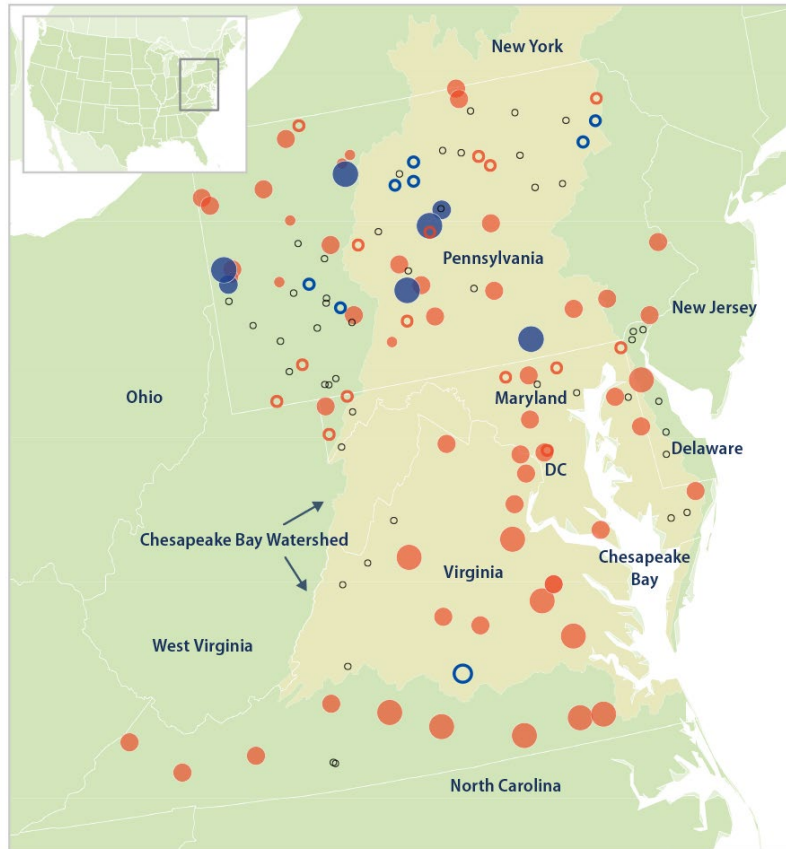 New York
Pennsylvania
New Jersey
Ohio
Maryland
Delaware
DC
Chesapeake Bay Watershed
Chesapeake
Bay
Virginia
West Virginia
North Carolina